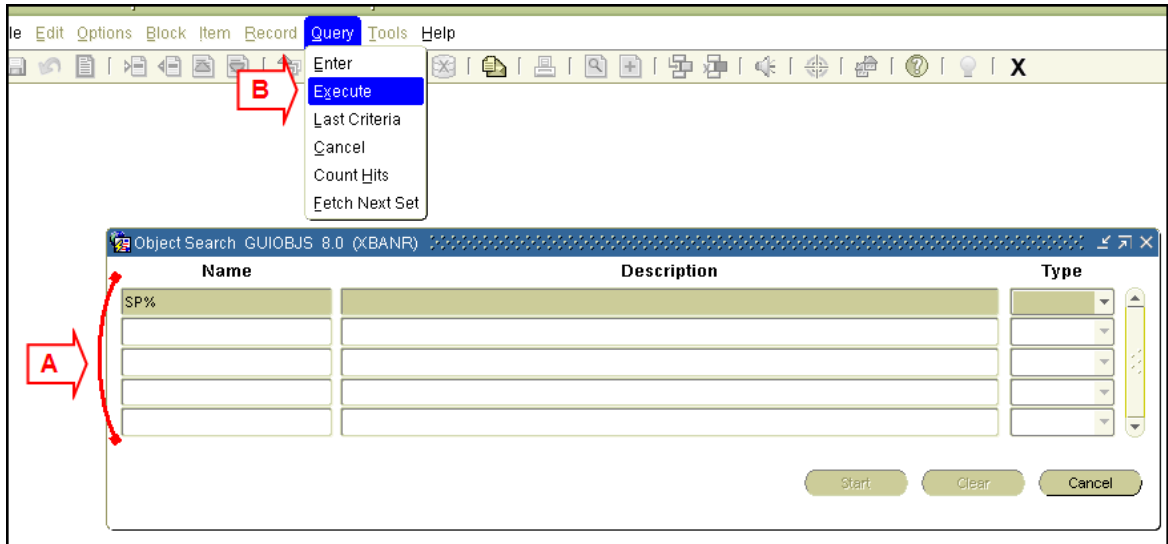 le Edit Options Block Item Record Query Tools Help
X
Enter
B
Execute
Last Criteria
Cancel
Count Hits
Fetch Next Set
Object Search GUIOBJS 8.0 (XBANR)
Name Description Type
SP%
A
Start Clear Cancel